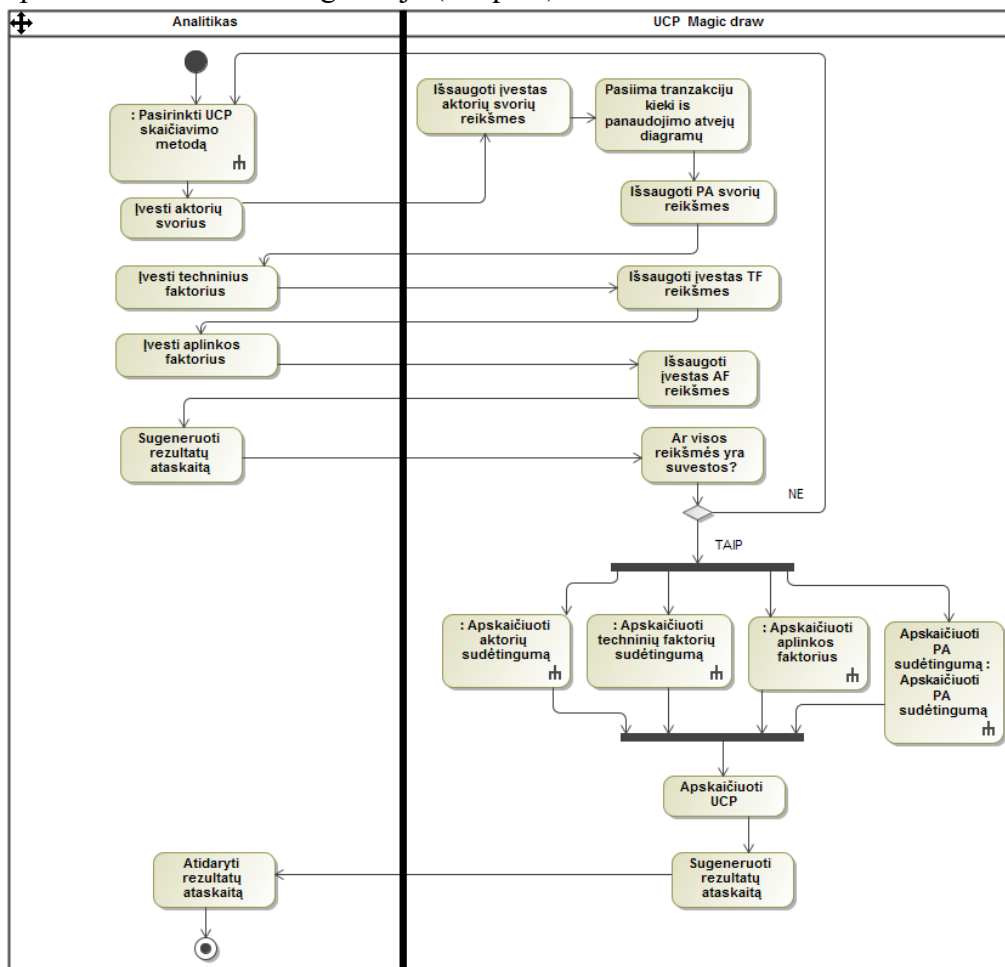 Analitikas
UCP Magic draw
: Pasirinkti UCP
skaičiavimo
metodą
Įvesti aktorių
svorius
Išsaugoti įvestas
aktorių svorių
reikšmes
Pasiima tranzakciju
kieki is
panaudojimo atvejų
diagramų
Išsaugoti PA svorių
reikšmes
Įvesti techninius
faktorius
Išsaugoti įvestas TF
reikšmes
Įvesti aplinkos
faktorius
Išsaugoti
įvestas AF
reikšmes
Sugeneruoti
rezultatų
ataskaitą
Ar visos
reikšmės yra
suvestos?
NE
TAIP
: Apskaičiuoti
aktorių
sudėtingumą
: Apskaičiuoti
techninių faktorių
sudėtingumą
: Apskaičiuoti
aplinkos
faktorius
Apskaičiuoti
PA
sudėtingumą :
Apskaičiuoti
PA
sudėtingumą
Apskaičiuoti
UCP
Sugeneruoti
rezultatų
ataskaitą
Atidaryti
rezultatų
ataskaitą